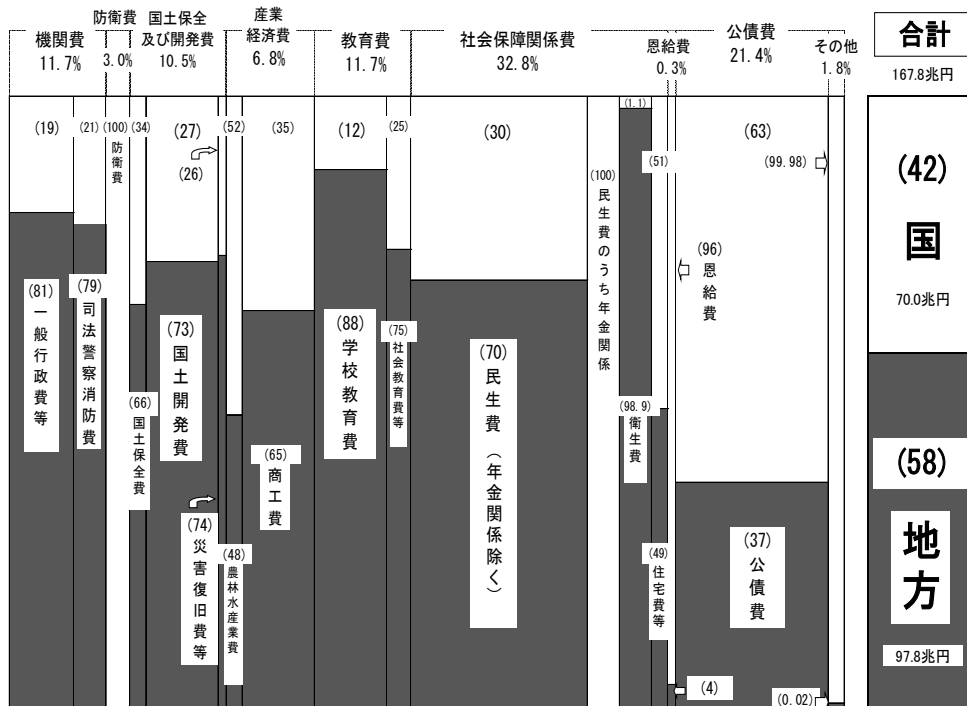 機関費
11.7%
防衛費
3.0%
国土保全
及び開発費
10.5%
産業
経済費
6.8%
教育費
11.7%
社会保障関係費
32.8%
恩給費
0.3%
公債費
21.4%
その他
1.8%
合計
167.8兆円
(19)
(21)
(100)
防衛費
(34)
(27)
(26)
(52)
(35)
(12)
(25)
(30)
(100)
民生費のうち年金関係
(1.1)
(51)
(63)
(99.98)
(96)
恩給費
(42)
国
70.0兆円
(81)
一般行政費等
(79)
司法警察消防費
(66)
国土保全費
(73)
国土開発費
(74)
災害復旧費等
(48)
農林水産業費
(65)
商工費
(88)
学校教育費
(75)
社会教育費等
(70)
民生費(年金関係除く)
(98.9)
衛生費
(49)
住宅費等
(4)
(37)
公債費
(0.02)
(58)
地方
97.8兆円